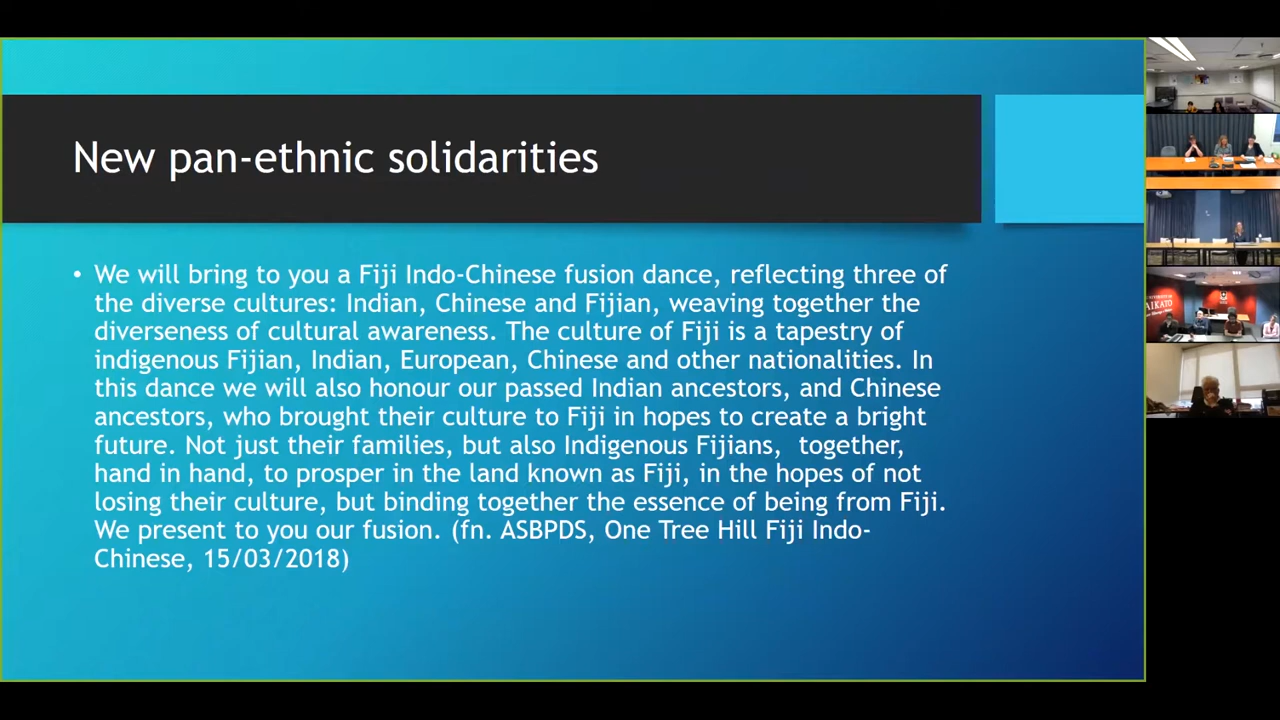 New pan-ethnic solidarities
• We will bring to you a Fiji Indo-Chinese fusion dance, reflecting three of
the diverse cultures: Indian, Chinese and Fijian, weaving together the
diverseness of cultural awareness. The culture of Fiji is a tapestry of
indigenous Fijian, Indian, European, Chinese and other nationalities. In
this dance we will also honour our passed Indian ancestors, and Chinese
ancestors, who brought their culture to Fiji in hopes to create a bright
future. Not just their families, but also Indigenous Fijians,  together,
hand in hand, to prosper in the land known as Fiji, in the hopes of not
losing their culture, but binding together the essence of being from Fiji.
We present to you our fusion. (fn. ASBPDS, One Tree Hill Fiji Indo-
Chinese, 15/03/2018)